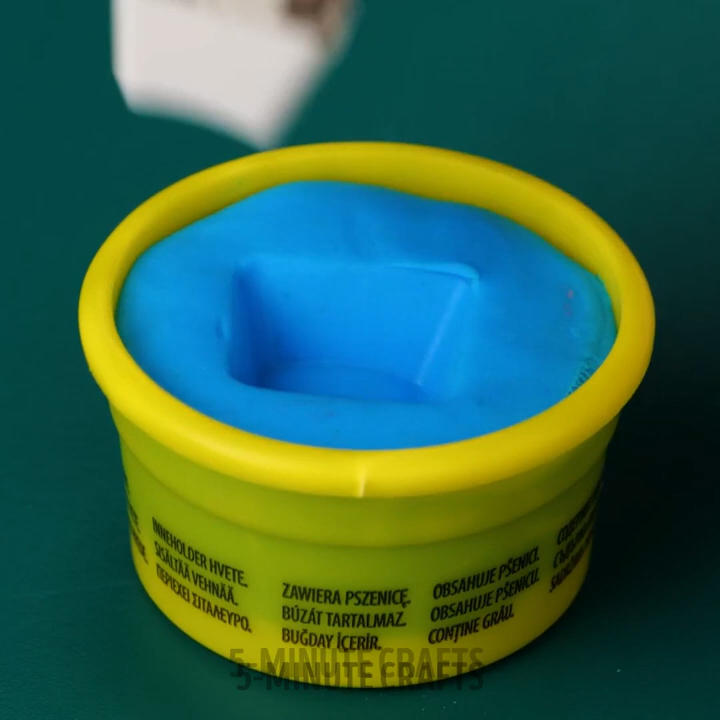 INNEHOLDER HVETE.
SISÄLTÄÄ VEHNÄÄ.
ΠΕΡΙΕΧΕΙ ΣΙΤΑΛΕΥΡΟ.
ZAWIERA PSZENICĘ.
BÚZÁT TARTALMAZ.
BUĞDAY İÇERİR.
OBSAHUJE PŠENICI.
OBSAHUJE PŠENICU.
CONŢINE GRÂU.
5-MINUTE CRAFTS